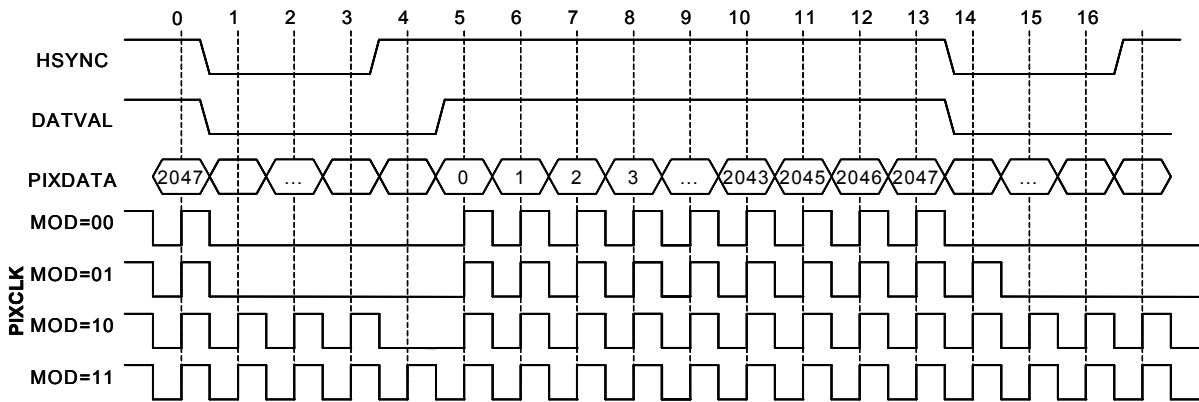 0 1 2 3 4 5 6 7 8 9 10 11 12 13 14 15 16
HSYNC
DATVAL
PIXDATA 2047 ... 0 1 2 3 ... 2043 2045 2046 2047 ...
PIXCLK
MOD=00
MOD=01
MOD=10
MOD=11